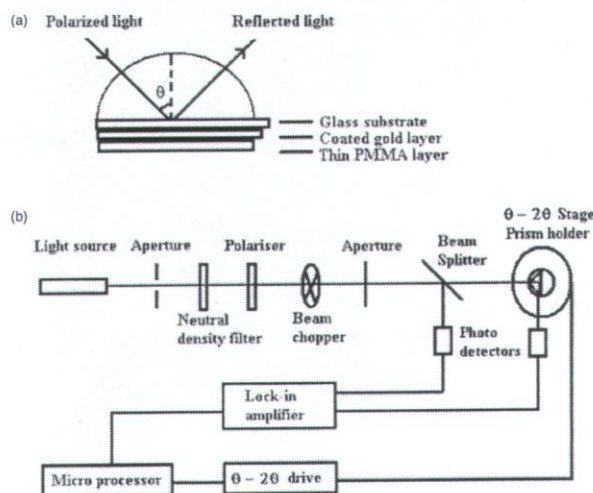 (a)
Polarized light Reflected light
θ
Glass substrate
Coated gold layer
Thin PMMA layer
(b)
θ – 2θ Stage
Prism holder
Light source Aperture Polariser Aperture Beam
Splitter
Neutral
density filter
Beam
chopper
Photo
detectors
Lock-in
amplifier
Micro processor
θ – 2θ drive